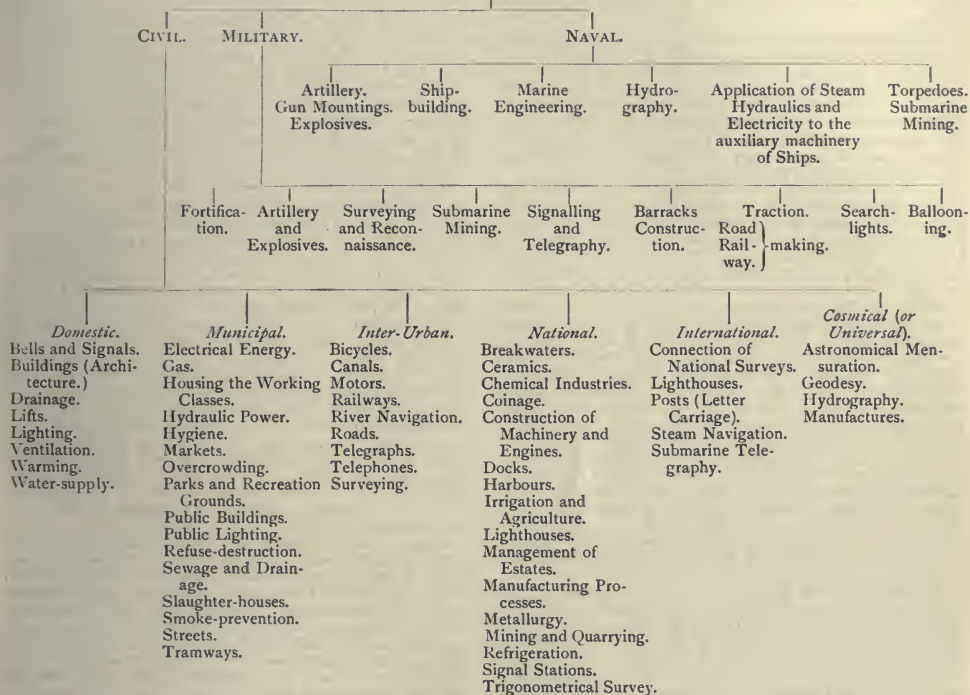 CIVIL. MILITARY. NAVAL.
Artillery.
Gun Mountings.
Explosives.
Ship-
building.
Marine
Engineering.
Hydro-
graphy.
Application of Steam
Hydraulics and
Electricity to the
auxiliary machinery
of Ships.
Torpedoes.
Submarine
Mining.
Fortifica-
tion.
Artillery
and
Explosives.
Surveying
and Recon-
naissance.
Submarine
Mining.
Signalling
and
Telegraphy.
Barracks
Construc-
tion.
Traction.
Road
Rail-
way.
making.
Search-
lights.
Balloon-
ing.
Domestic.
Bells and Signals.
Buildings (Archi-
tecture.)
Drainage.
Lifts.
Lighting.
Ventilation.
Warming.
Water-supply.
Municipal.
Electrical Energy.
Gas.
Housing the Working
Classes.
Hydraulic Power.
Hygiene.
Markets.
Overcrowding.
Parks and Recreation
Grounds.
Public Buildings.
Public Lighting.
Refuse-destruction.
Sewage and Drain-
age.
Slaughter-houses.
Smoke-prevention.
Streets.
Tramways.
Inter-Urban.
Bicycles.
Canals.
Motors.
Railways.
River Navigation.
Roads.
Telegraphs.
Telephones.
Surveying.
National.
Breakwaters.
Ceramics.
Chemical Industries.
Coinage.
Construction of
Machinery and
Engines.
Docks.
Harbours.
Irrigation and
Agriculture.
Lighthouses.
Management of
Estates.
Manufacturing Pro-
cesses.
Metallurgy.
Mining and Quarrying.
Refrigeration.
Signal Stations.
Trigonometrical Survey.
International.
Connection of
National Surveys.
Lighthouses.
Posts (Letter
Carriage).
Steam Navigation.
Submarine Tele-
graphy.
Cosmical (or
Universal).
Astronomical Men-
suration.
Geodesy.
Hydrography.
Manufactures.